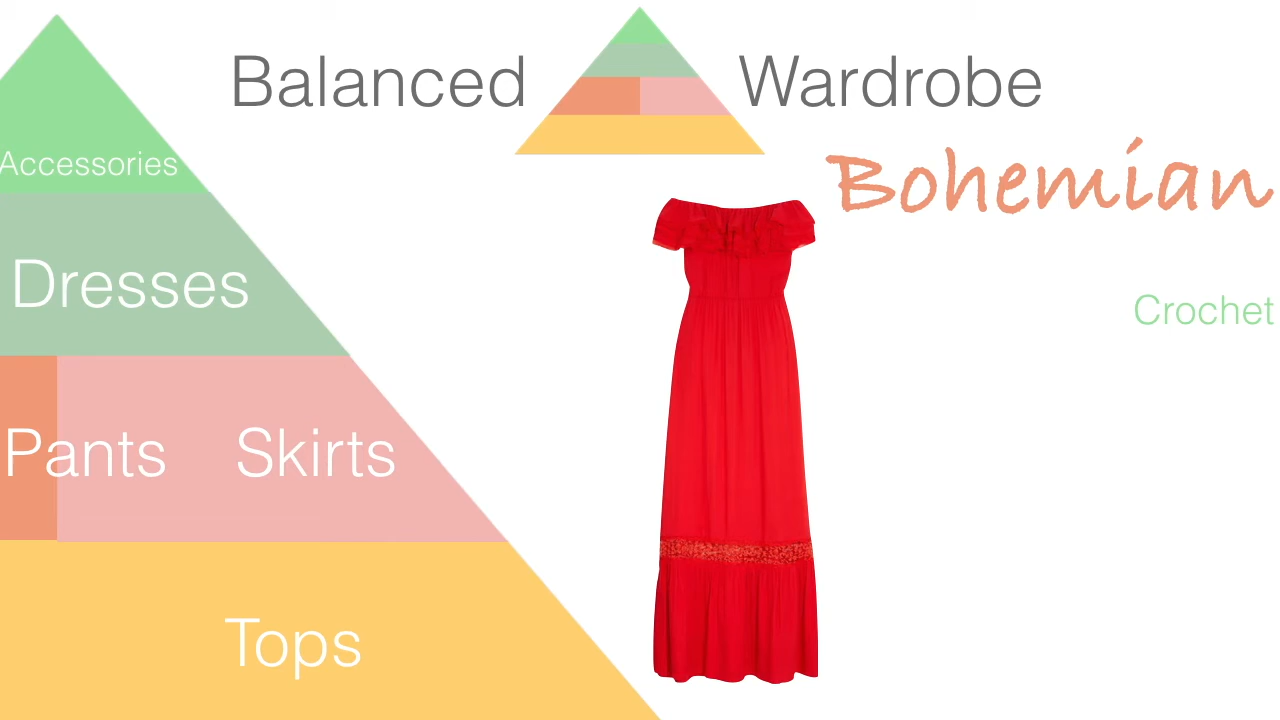 Balanced Wardrobe
Bohemian
Accessories
Dresses
Crochet
Pants Skirts
Tops